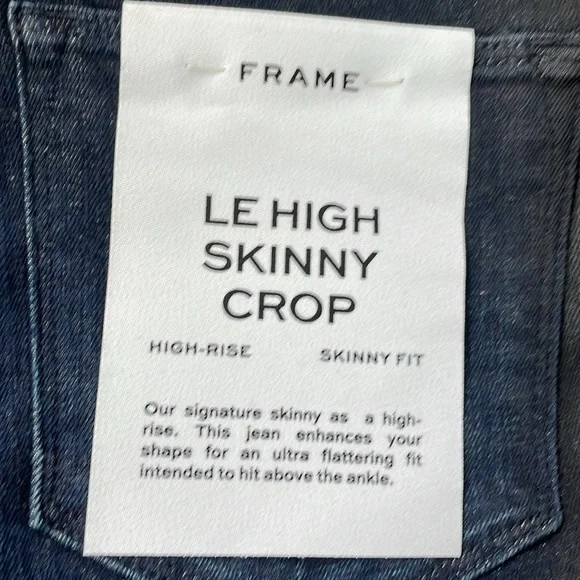 FRAME
LE HIGH
SKINNY
CROP
HIGH-RISE SKINNY FIT
Our signature skinny as a high-
rise. This jean enhances your
shape for an ultra flattering fit
intended to hit above the ankle.